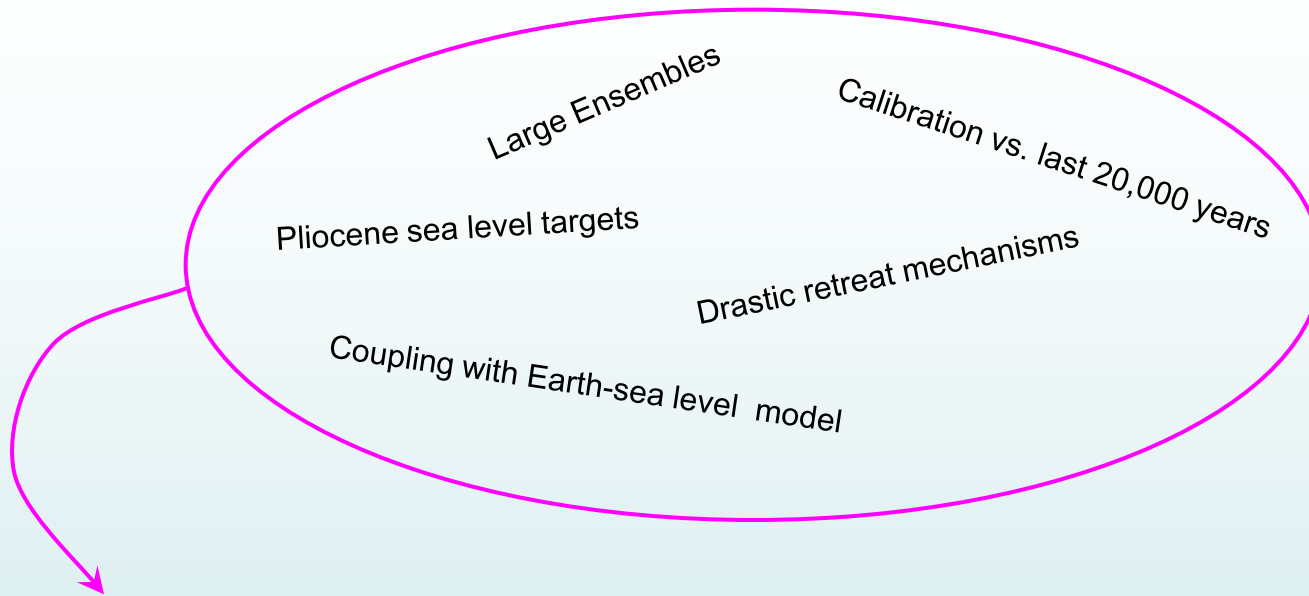 Large Ensembles
Calibration vs. last 20,000 years
Pliocene sea level targets
Drastic retreat mechanisms
Coupling with Earth-sea level  model